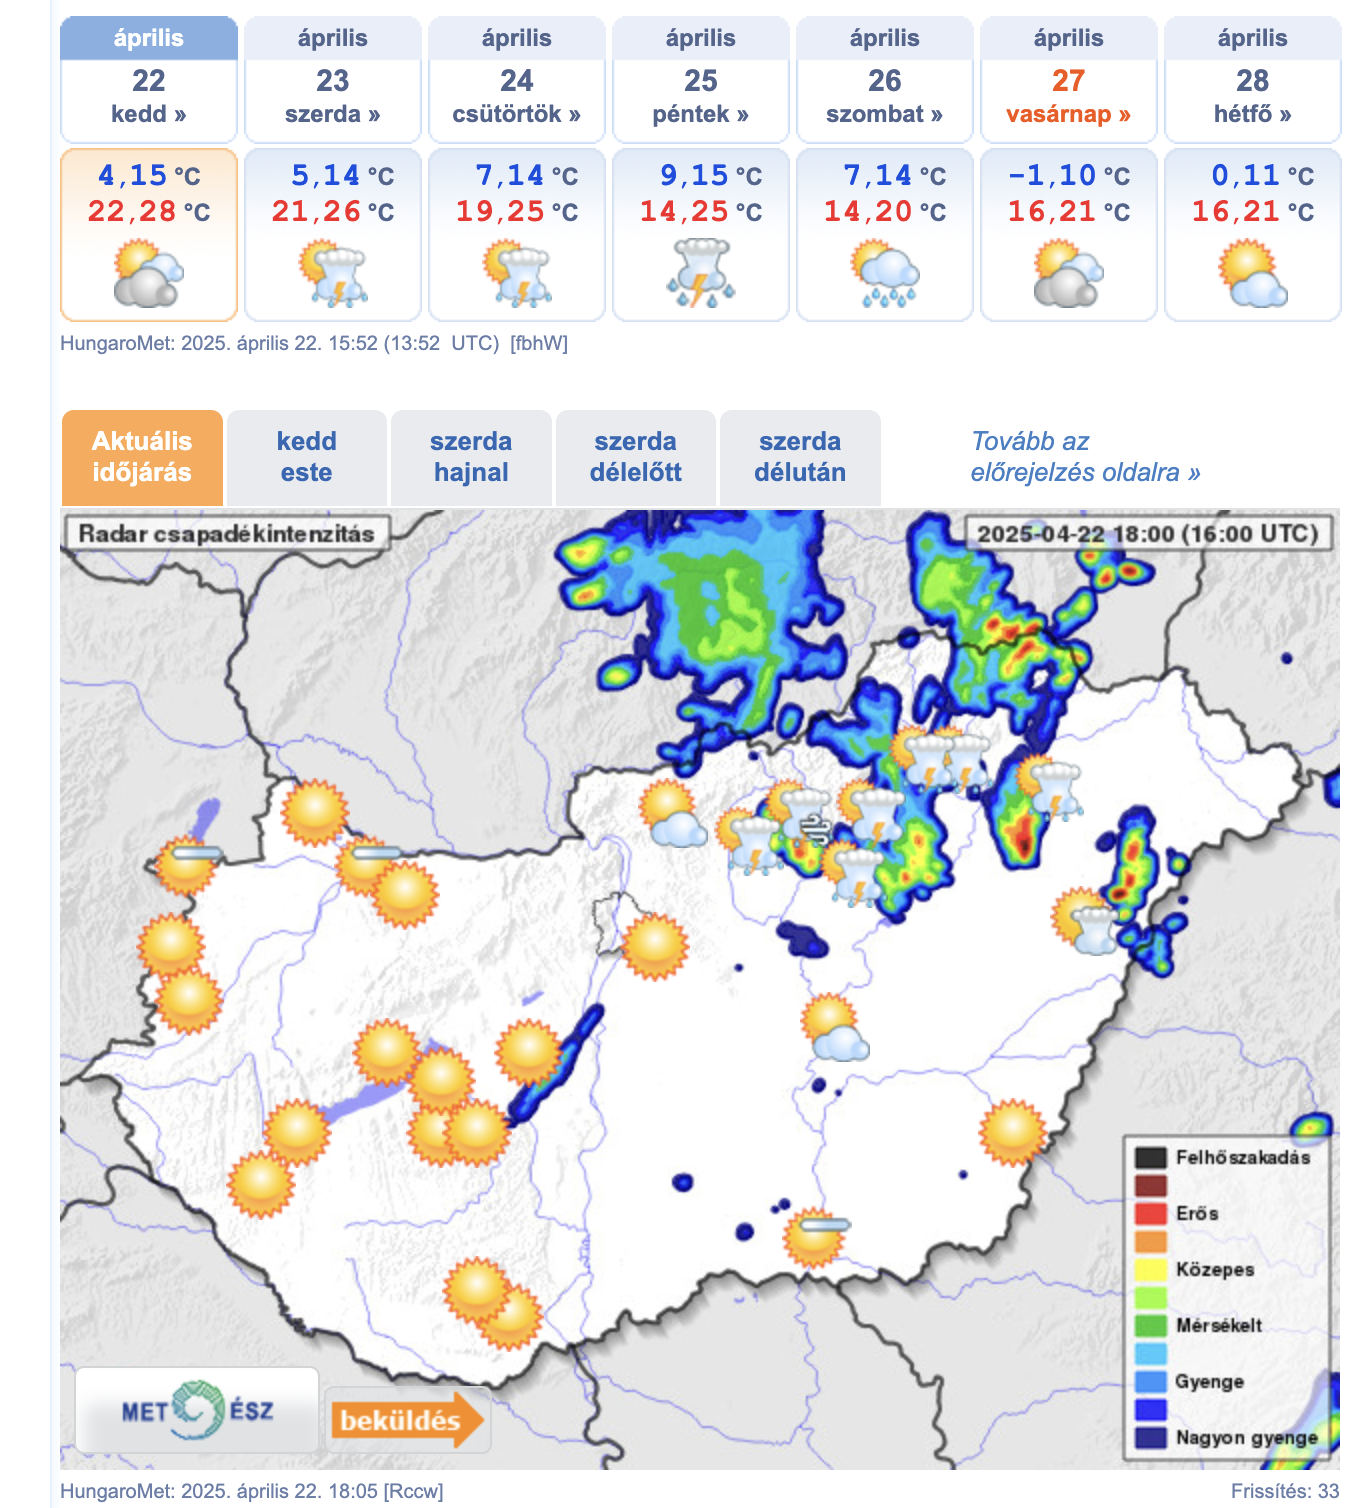 április április április április április április április
22 23 24 25 26 27 28
kedd » szerda » csütörtök » péntek » szombat » vasárnap » hétfő »
4,15 °C 5,14 °C 7,14 °C 9,15 °C 7,14 °C -1,10 °C 0,11 °C
22,28 °C 21,26 °C 19,25 °C 14,25 °C 14,20 °C 16,21 °C 16,21 °C
HungaroMet: 2025. április 22. 15:52 (13:52 UTC) [fbhW]
Aktuális kedd szerda szerda szerda Tovább az
időjárás este hajnal délelőtt délután előrejelzés oldalra »
Radar csapadékintenzitás 2025-04-22 18:00 (16:00 UTC)
Felhőszakadás
Erős
Közepes
Mérsékelt
Gyenge
Nagyon gyenge
MET ÉSZ beküldés
HungaroMet: 2025. április 22. 18:05 [Rccw] Frissítés: 33